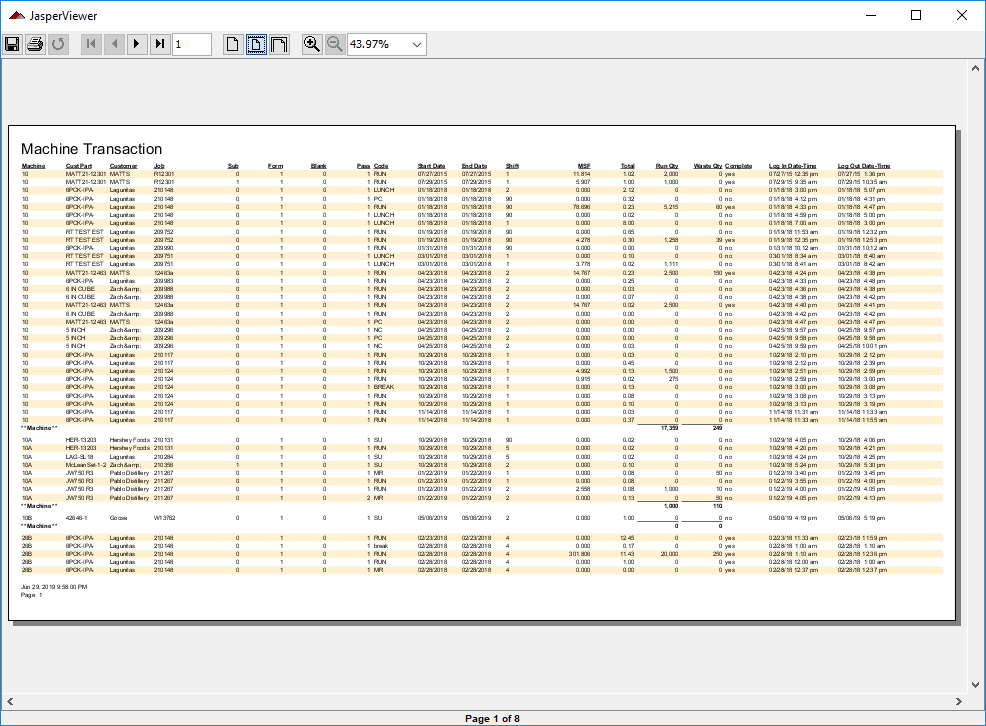 JasperViewer
1 43.97%
Machine Transaction
Machine Cust Part Customer Job Sub Form Blank Pass Code Start Date End Date Shift MSF Total Run Qty Waste Qty Complete Log In Date-Time Log Out Date-Time
10 MATT21-12301 MATTS R12301 0 1 0 1 RUN 07/27/2015 07/27/2015 1 11.814 1.02 2,000 0 yes 07/27/15 12:35 pm 07/27/15 1:36 pm
10 MATT21-12301 MATTS R12301 1 1 0 1 RUN 07/29/2015 07/29/2015 1 5.907 1.00 1,000 0 yes 07/29/15 9:35 am 07/29/15 10:35 am
10 6PCK-IPA- Lagunitas 210148 0 1 0 1 LUNCH 01/18/2018 01/18/2018 2 0.000 2.12 0 0 no 01/18/18 3:00 pm 01/18/18 5:07 pm
10 6PCK-IPA- Lagunitas 210148 0 1 0 1 PC 01/18/2018 01/18/2018 90 0.000 0.32 0 0 no 01/18/18 4:12 pm 01/18/18 4:31 pm
10 6PCK-IPA- Lagunitas 210148 0 1 0 1 RUN 01/18/2018 01/18/2018 90 78.696 0.23 5,215 60 yes 01/18/18 4:33 pm 01/18/18 4:47 pm
10 6PCK-IPA- Lagunitas 210148 0 1 0 1 LUNCH 01/18/2018 01/18/2018 90 0.000 0.02 0 0 no 01/18/18 4:59 pm 01/18/18 5:00 pm
10 6PCK-IPA- Lagunitas 210148 0 1 0 1 LUNCH 01/18/2018 01/18/2018 1 0.000 8.00 0 0 no 01/18/18 7:00 am 01/18/18 3:00 pm
10 RT TEST EST Lagunitas 209752 0 1 0 1 RUN 01/19/2018 01/19/2018 90 0.000 0.65 0 0 no 01/19/18 11:53 am 01/19/18 12:32 pm
10 RT TEST EST Lagunitas 209752 0 1 0 1 RUN 01/19/2018 01/19/2018 90 4.278 0.30 1,258 39 yes 01/19/18 12:35 pm 01/19/18 12:53 pm
10 6PCK-IPA- Lagunitas 209990 0 1 0 1 RUN 01/31/2018 01/31/2018 90 0.000 0.00 0 0 no 01/31/18 10:12 am 01/31/18 10:12 am
10 RT TEST EST Lagunitas 209751 0 1 0 1 LUNCH 03/01/2018 03/01/2018 1 0.000 0.10 0 0 no 03/01/18 8:34 am 03/01/18 8:40 am
10 RT TEST EST Lagunitas 209751 0 1 0 1 LUNCH 03/01/2018 03/01/2018 1 3.778 0.02 1,111 0 no 03/01/18 8:41 am 03/01/18 8:42 am
10 MATT21-12463 MATTS 12463a 0 1 0 1 RUN 04/23/2018 04/23/2018 2 14.767 0.23 2,500 150 yes 04/23/18 4:24 pm 04/23/18 4:38 pm
10 6PCK-IPA- Lagunitas 209983 0 1 0 1 RUN 04/23/2018 04/23/2018 2 0.000 0.25 0 0 no 04/23/18 4:33 pm 04/23/18 4:48 pm
10 6 IN CUBE Zach&amp; 209988 0 1 0 1 RUN 04/23/2018 04/23/2018 2 0.000 0.03 0 0 no 04/23/18 4:36 pm 04/23/18 4:38 pm
10 6 IN CUBE Zach&amp; 209988 0 1 0 1 RUN 04/23/2018 04/23/2018 2 0.000 0.07 0 0 no 04/23/18 4:38 pm 04/23/18 4:42 pm
10 MATT21-12463 MATTS 12463a 0 1 0 1 RUN 04/23/2018 04/23/2018 2 14.767 0.02 2,500 0 yes 04/23/18 4:40 pm 04/23/18 4:41 pm
10 6 IN CUBE Zach&amp; 209988 0 1 0 1 RUN 04/23/2018 04/23/2018 2 0.000 0.00 0 0 no 04/23/18 4:42 pm 04/23/18 4:42 pm
10 MATT21-12463 MATTS 12463a 0 1 0 1 PC 04/23/2018 04/23/2018 2 0.000 0.00 0 0 no 04/23/18 4:47 pm 04/23/18 4:47 pm
10 5 INCH Zach&amp; 209296 0 1 0 1 NC 04/25/2018 04/25/2018 2 0.000 0.00 0 0 no 04/25/18 9:57 pm 04/25/18 9:57 pm
10 5 INCH Zach&amp; 209296 0 1 0 1 PC 04/25/2018 04/25/2018 2 0.000 0.00 0 0 no 04/25/18 9:58 pm 04/25/18 9:58 pm
10 5 INCH Zach&amp; 209296 0 1 0 1 NC 04/25/2018 04/25/2018 2 0.000 0.03 0 0 no 04/25/18 9:59 pm 04/25/18 10:01 pm
10 6PCK-IPA- Lagunitas 210117 0 1 0 1 RUN 10/29/2018 10/29/2018 1 0.000 0.03 0 0 no 10/29/18 2:10 pm 10/29/18 2:12 pm
10 6PCK-IPA- Lagunitas 210117 0 1 0 1 RUN 10/29/2018 10/29/2018 1 0.000 0.45 0 0 no 10/29/18 2:12 pm 10/29/18 2:39 pm
10 6PCK-IPA- Lagunitas 210124 0 1 0 1 RUN 10/29/2018 10/29/2018 1 4.992 0.13 1,500 0 no 10/29/18 2:51 pm 10/29/18 2:59 pm
10 6PCK-IPA- Lagunitas 210124 0 1 0 1 RUN 10/29/2018 10/29/2018 1 0.915 0.02 275 0 no 10/29/18 2:59 pm 10/29/18 3:00 pm
10 6PCK-IPA- Lagunitas 210124 0 1 0 1 BREAK 10/29/2018 10/29/2018 1 0.000 0.13 0 0 no 10/29/18 3:00 pm 10/29/18 3:08 pm
10 6PCK-IPA- Lagunitas 210124 0 1 0 1 RUN 10/29/2018 10/29/2018 1 0.000 0.08 0 0 no 10/29/18 3:08 pm 10/29/18 3:13 pm
10 6PCK-IPA- Lagunitas 210124 0 1 0 1 RUN 10/29/2018 10/29/2018 1 0.000 0.10 0 0 no 10/29/18 3:13 pm 10/29/18 3:19 pm
10 6PCK-IPA- Lagunitas 210117 0 1 0 1 RUN 11/14/2018 11/14/2018 1 0.000 0.03 0 0 no 11/14/18 11:31 am 11/14/18 11:33 am
10 6PCK-IPA- Lagunitas 210117 0 1 0 1 RUN 11/14/2018 11/14/2018 1 0.000 0.37 0 0 no 11/14/18 11:33 am 11/14/18 11:55 am
**Machine** 17,359 249
10A HER-13203 Hershey Foods 210131 0 1 0 1 SU 10/29/2018 10/29/2018 90 0.000 0.02 0 0 no 10/29/18 4:05 pm 10/29/18 4:06 pm
10A HER-13203 Hershey Foods 210131 0 1 0 1 RUN 10/29/2018 10/29/2018 5 0.000 0.02 0 0 no 10/29/18 4:20 pm 10/29/18 4:21 pm
10A LAG-SL18 Lagunitas 210284 0 1 0 1 SU 10/29/2018 10/29/2018 5 0.000 0.02 0 0 no 10/29/18 4:24 pm 10/29/18 4:25 pm
10A McLeanSet-1-2 Zach&amp; 210356 1 1 0 1 SU 10/29/2018 10/29/2018 2 0.000 0.10 0 0 no 10/29/18 5:24 pm 10/29/18 5:30 pm
10A JW750 R3 Pablo Distillery 211267 0 1 0 1 MR 01/22/2019 01/22/2019 1 0.000 0.08 0 50 no 01/22/19 3:40 pm 01/22/19 3:45 pm
10A JW750 R3 Pablo Distillery 211267 0 1 0 1 RUN 01/22/2019 01/22/2019 1 0.000 0.08 0 0 no 01/22/19 3:55 pm 01/22/19 4:00 pm
10A JW750 R3 Pablo Distillery 211267 0 1 0 1 RUN 01/22/2019 01/22/2019 2 2.558 0.08 1,000 10 no 01/22/19 4:00 pm 01/22/19 4:05 pm
10A JW750 R3 Pablo Distillery 211267 0 1 0 2 MR 01/22/2019 01/22/2019 2 0.000 0.13 0 50 no 01/22/19 4:05 pm 01/22/19 4:13 pm
**Machine** 1,000 110
10B 42646-1 Goose W13762 0 1 0 1 SU 05/06/2019 05/06/2019 2 0.000 1.00 0 0 no 05/06/19 4:19 pm 05/06/19 5:19 pm
**Machine** 0 0
26B 6PCK-IPA- Lagunitas 210148 0 1 0 1 RUN 02/23/2018 02/23/2018 4 0.000 12.45 0 0 yes 02/23/18 11:33 am 02/23/18 11:59 pm
26B 6PCK-IPA- Lagunitas 210148 0 1 0 1 break 02/28/2018 02/28/2018 4 0.000 0.17 0 0 yes 02/28/18 1:00 am 02/28/18 1:10 am
26B 6PCK-IPA- Lagunitas 210148 0 1 0 1 RUN 02/28/2018 02/28/2018 4 301.806 11.43 20,000 250 yes 02/28/18 1:10 am 02/28/18 12:36 pm
26B 6PCK-IPA- Lagunitas 210148 0 1 0 1 RUN 02/28/2018 02/28/2018 4 0.000 1.00 0 0 yes 02/28/18 12:00 am 02/28/18 1:00 am
26B 6PCK-IPA- Lagunitas 210148 0 1 0 1 MR 02/28/2018 02/28/2018 4 0.000 0.00 0 0 yes 02/28/18 12:37 pm 02/28/18 12:37 pm
Jun 29, 2019 9:58:00 PM
Page 1
Page 1 of 8